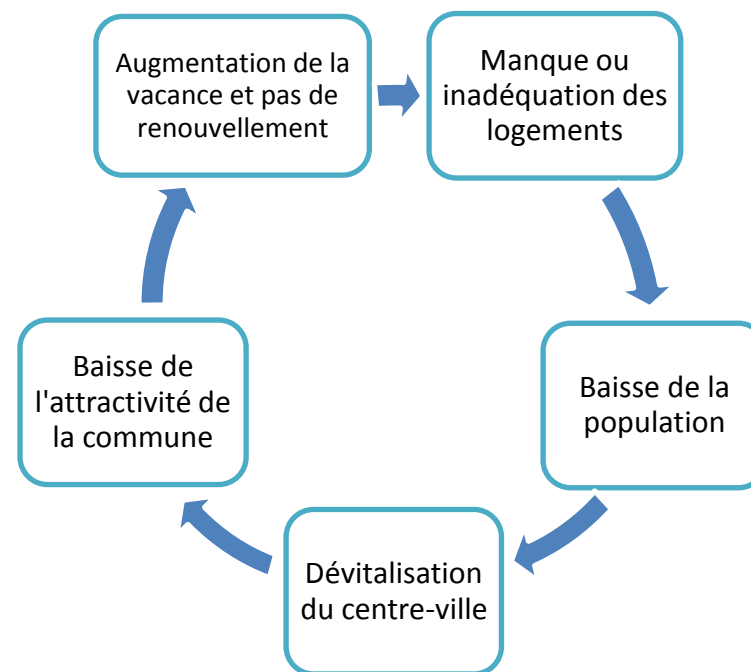 Augmentation de la
vacance et pas de
renouvellement
Manque ou
inadéquation des
logements
Baisse de la
population
Dévitalisation
du centre-ville
Baisse de
l'attractivité de
la commune